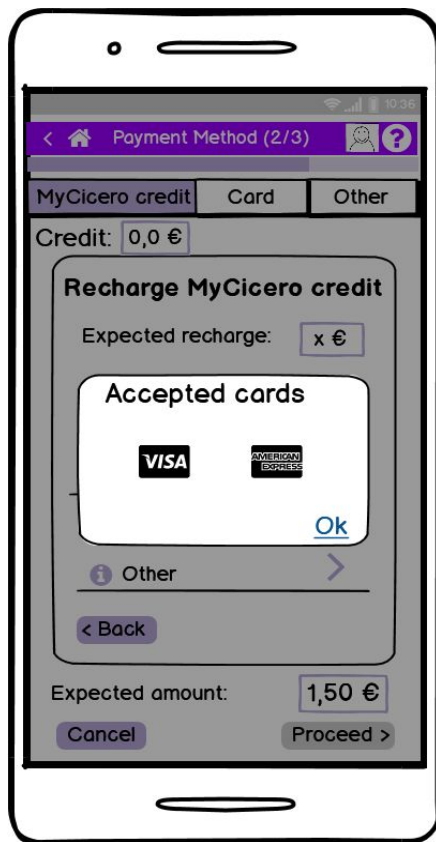 10:36
< Payment Method (2/3) ?
MyCicero credit Card Other
Credit: 0,0 €
Recharge MyCicero credit
Expected recharge: x €
Accepted cards
VISA AMERICAN EXPRESS
Ok
i Other >
< Back
Expected amount: 1,50 €
Cancel Proceed >